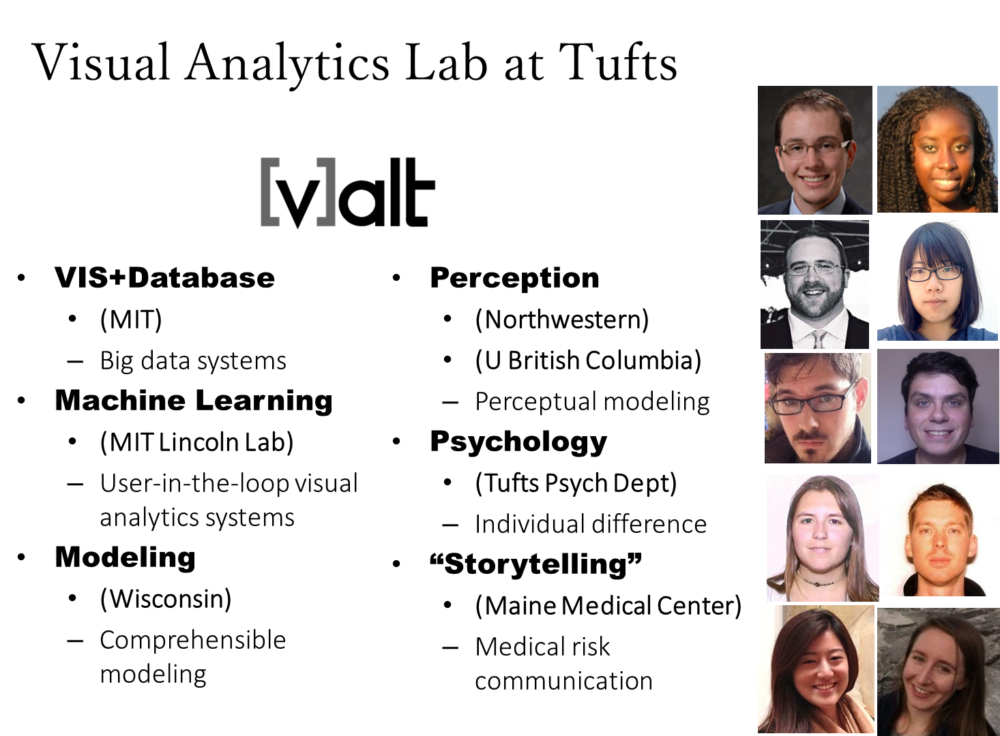 Visual Analytics Lab at Tufts
[v]alt
• VIS+Database
• (MIT)
– Big data systems
• Machine Learning
• (MIT Lincoln Lab)
– User-in-the-loop visual
analytics systems
• Modeling
• (Wisconsin)
– Comprehensible
modeling
• Perception
• (Northwestern)
• (U British Columbia)
– Perceptual modeling
• Psychology
• (Tufts Psych Dept)
– Individual difference
• “Storytelling”
• (Maine Medical Center)
– Medical risk
communication